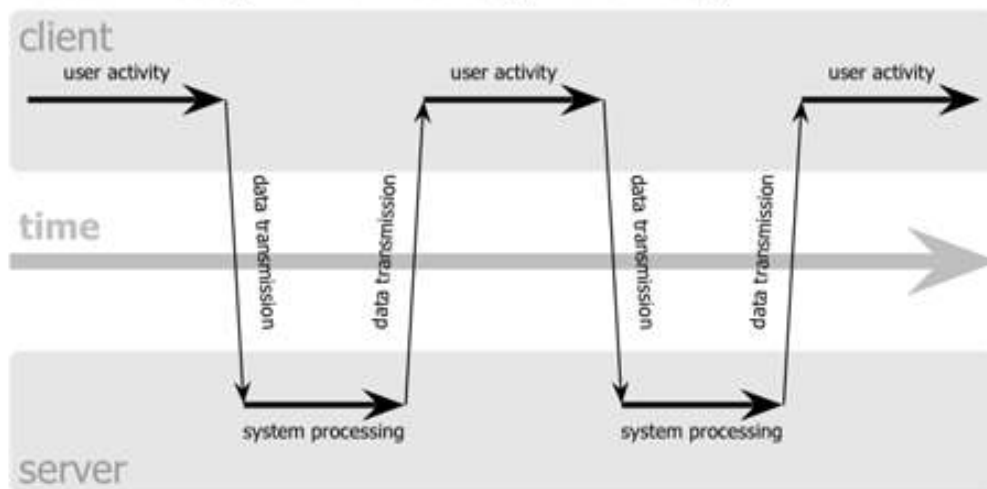 client
user activity
user activity
user activity
data transmission
data transmission
data transmission
data transmission
time
system processing
system processing
server